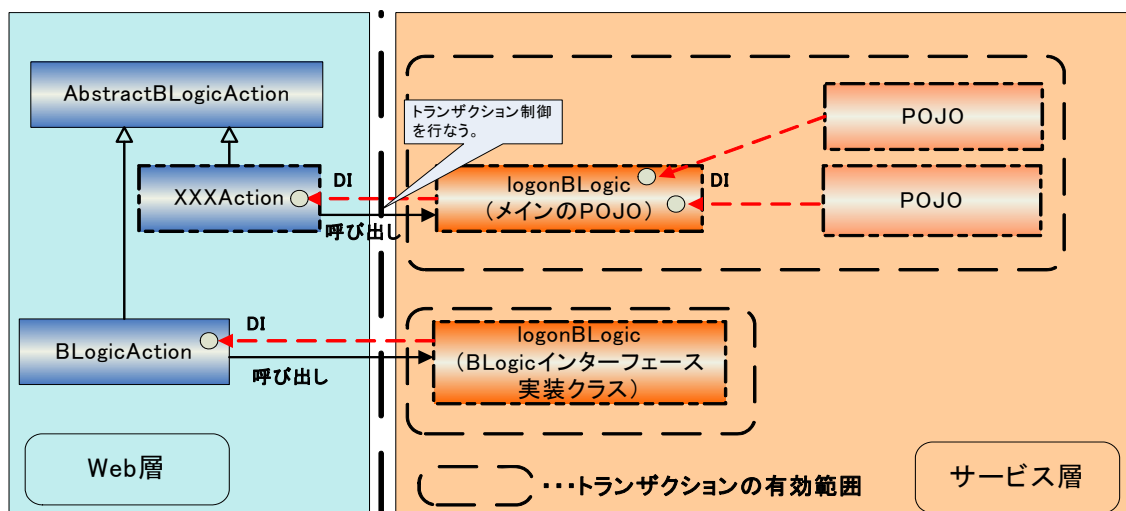 AbstractBLogicAction
トランザクション制御
を行なう。
POJO
XXXAction
DI
logonBLogic
(メインのPOJO)
DI
POJO
呼び出し
BLogicAction
DI
logonBLogic
(BLogicインターフェース
実装クラス)
呼び出し
Web層
・・・トランザクションの有効範囲
サービス層